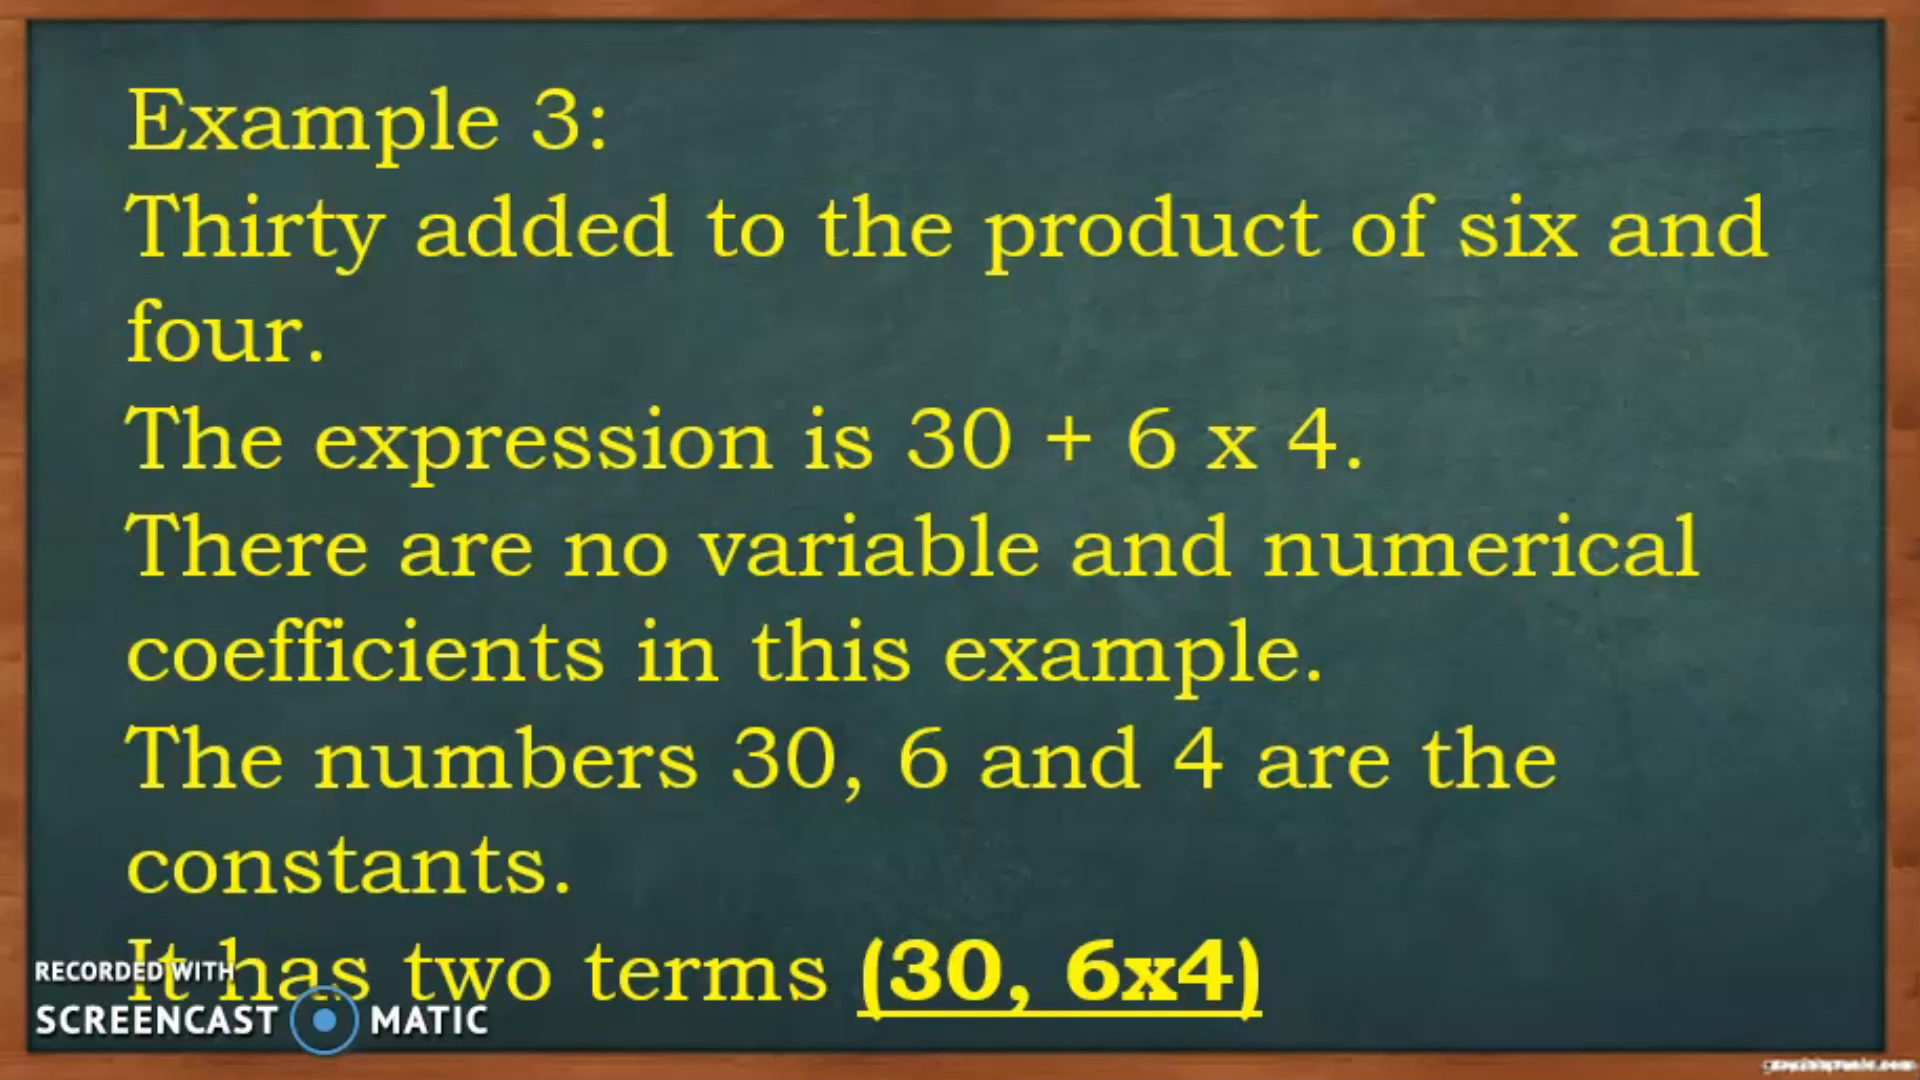 Example 3:
Thirty added to the product of six and
four.
The expression is 30 + 6 x 4.
There are no variable and numerical
coefficients in this example.
The numbers 30, 6 and 4 are the
constants.
It has two terms (30, 6x4)
RECORDED WITH
SCREENCAST MATIC